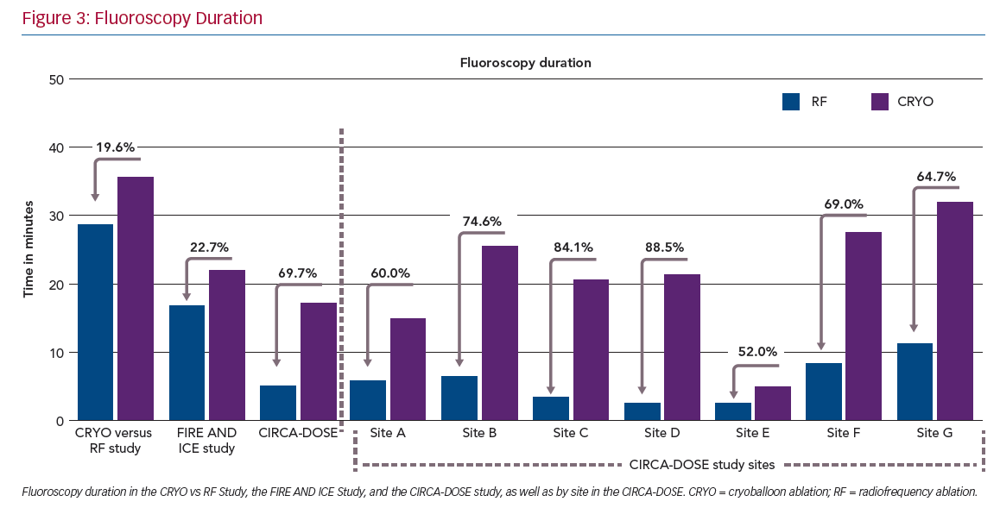 Figure 3: Fluoroscopy Duration
Fluoroscopy duration
RF
CRYO
Time in minutes
50
40
30
20
10
0
19.6%
22.7%
69.7%
60.0%
74.6%
84.1%
88.5%
52.0%
69.0%
64.7%
CRYO versus
RF study
FIRE AND
ICE study
CIRCA-DOSE
Site A
Site B
Site C
Site D
Site E
Site F
Site G
CIRCA-DOSE study sites
Fluoroscopy duration in the CRYO vs RF Study, the FIRE AND ICE Study, and the CIRCA-DOSE study, as well as by site in the CIRCA-DOSE. CRYO = cryoballoon ablation; RF = radiofrequency ablation.